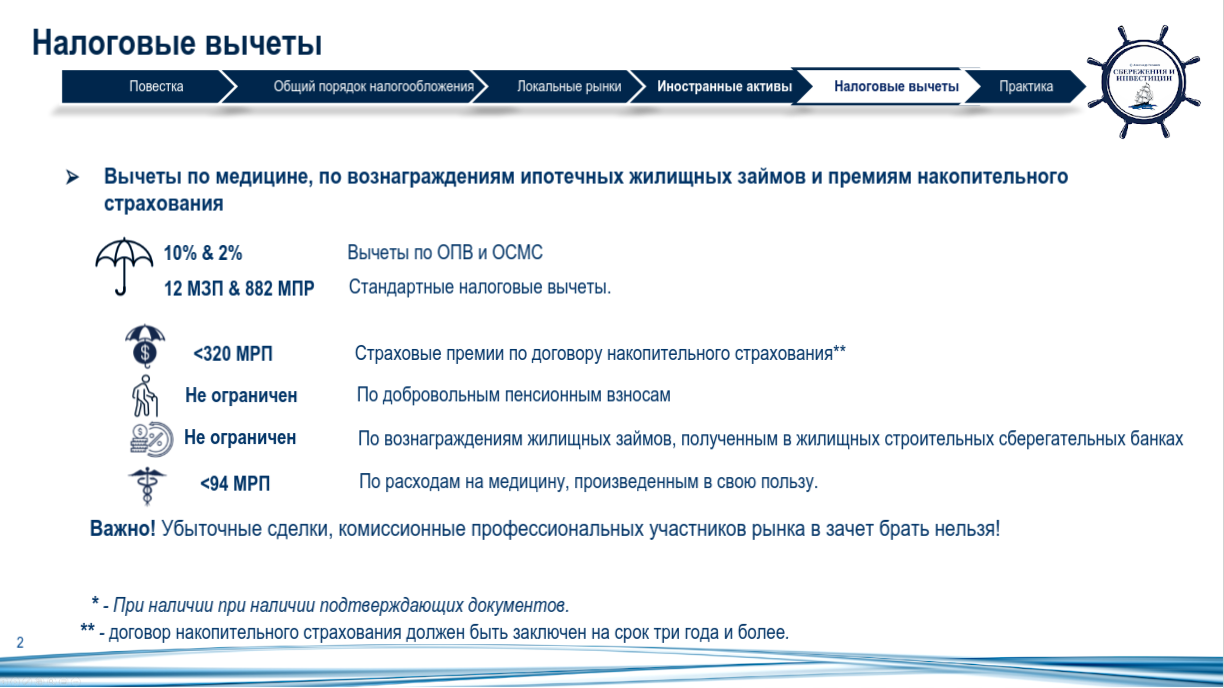 Налоговые вычеты
Повестка
Общий порядок налогообложения
Локальные рынки
Иностранные активы
Налоговые вычеты
Практика
СБЕРЕЖЕНИЯ И
ИНВЕСТИЦИИ
➢ Вычеты по медицине, по вознаграждениям ипотечных жилищных займов и премиям накопительного
страхования
10% & 2% Вычеты по ОПВ и ОСМС
12 МЗП & 882 МПР Стандартные налоговые вычеты.
<320 МРП Страховые премии по договору накопительного страхования**
Не ограничен По добровольным пенсионным взносам
Не ограничен По вознаграждениям жилищных займов, полученным в жилищных строительных сберегательных банках
<94 МРП По расходам на медицину, произведенным в свою пользу.
Важно! Убыточные сделки, комиссионные профессиональных участников рынка в зачет брать нельзя!
* - При наличии при наличии подтверждающих документов.
** - договор накопительного страхования должен быть заключен на срок три года и более.
2